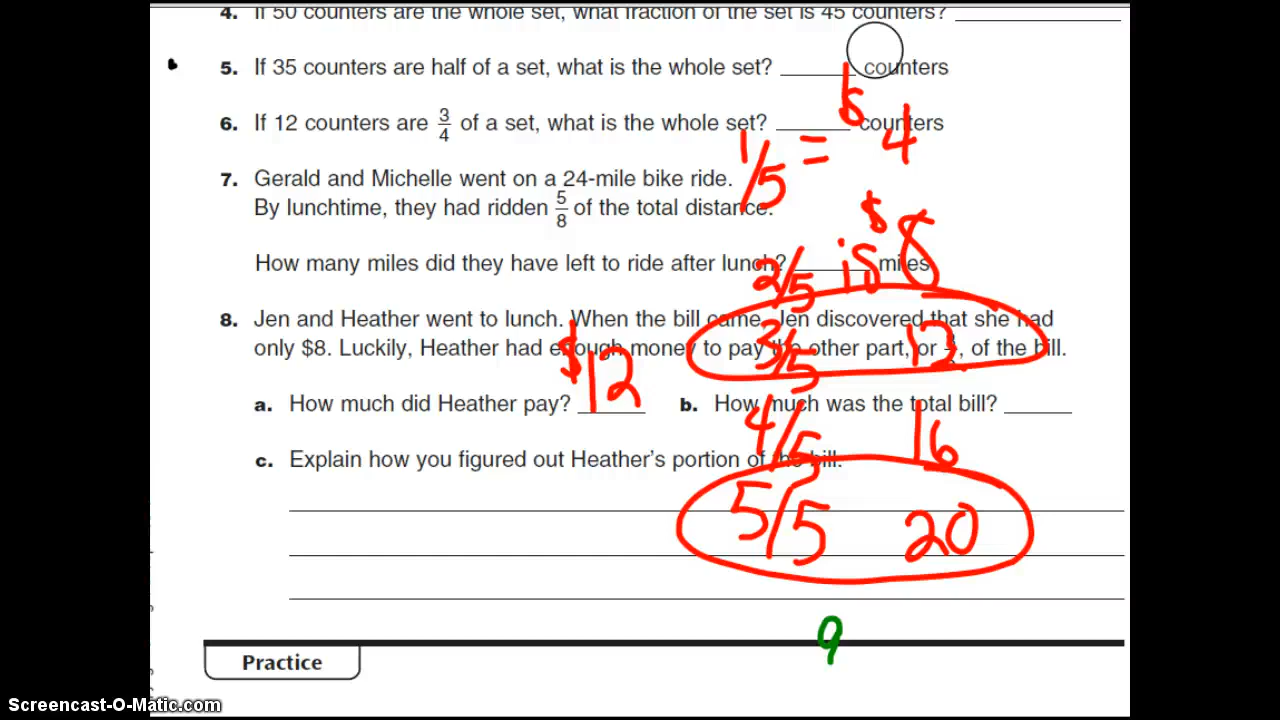 4. If 50 counters are the whole set, what fraction of the set is 45 counters?
5. If 35 counters are half of a set, what is the whole set? counters
6. If 12 counters are 3/4 of a set, what is the whole set? counters
1/5 = $ 4
7. Gerald and Michelle went on a 24-mile bike ride.
By lunchtime, they had ridden 5/8 of the total distance.
How many miles did they have left to ride after lunch? miles
2/5 is $8
8. Jen and Heather went to lunch. When the bill came, Jen discovered that she had
only $8. Luckily, Heather had enough money to pay the other part, or , of the bill.
3/5 12
a. How much did Heather pay? $12 b. How much was the total bill?
4/5 16
c. Explain how you figured out Heather's portion of the bill.
5/5 20
9
Practice
Screencast-O-Matic.com